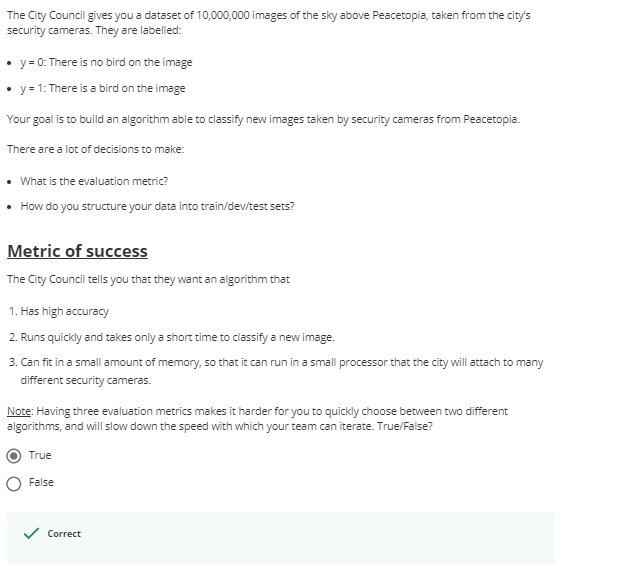 The City Council gives you a dataset of 10,000,000 images of the sky above Peacetopia, taken from the city's
security cameras. They are labelled:
• y = 0: There is no bird on the image
• y = 1: There is a bird on the image
Your goal is to build an algorithm able to classify new images taken by security cameras from Peacetopia.
There are a lot of decisions to make:
• What is the evaluation metric?
• How do you structure your data into train/dev/test sets?
Metric of success
The City Council tells you that they want an algorithm that
1. Has high accuracy
2. Runs quickly and takes only a short time to classify a new image.
3. Can fit in a small amount of memory, so that it can run in a small processor that the city will attach to many
different security cameras.
Note: Having three evaluation metrics makes it harder for you to quickly choose between two different
algorithms, and will slow down the speed with which your team can iterate. True/False?
True
False
Correct